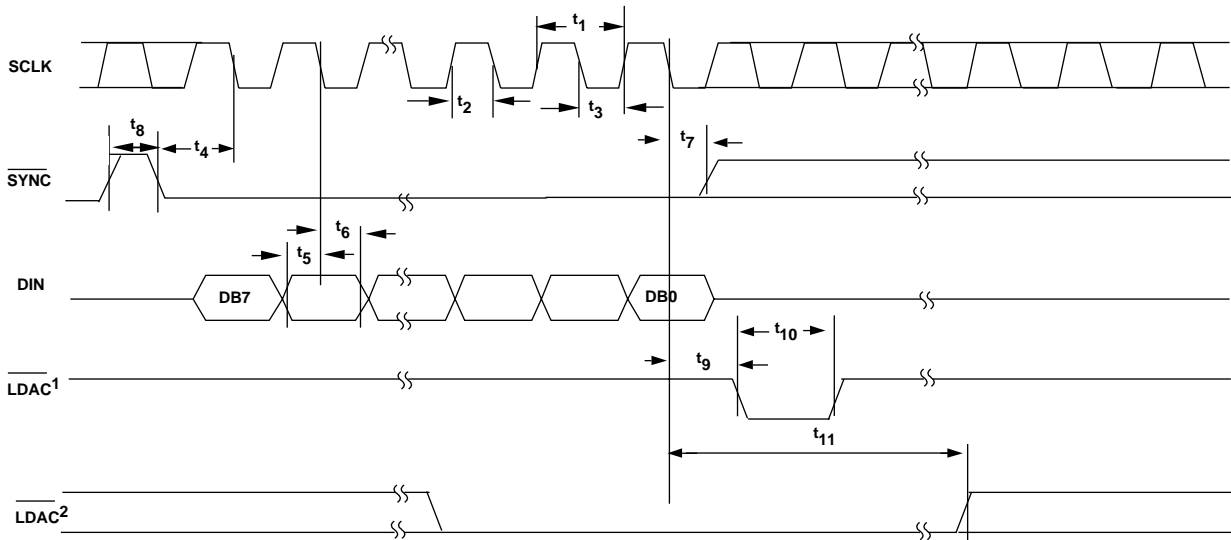 t1
SCLK
t2
t3
t8
t4
t7
SYNC
t6
t5
DIN
DB7
DB0
t10
t9
LDAC1
t11
LDAC2